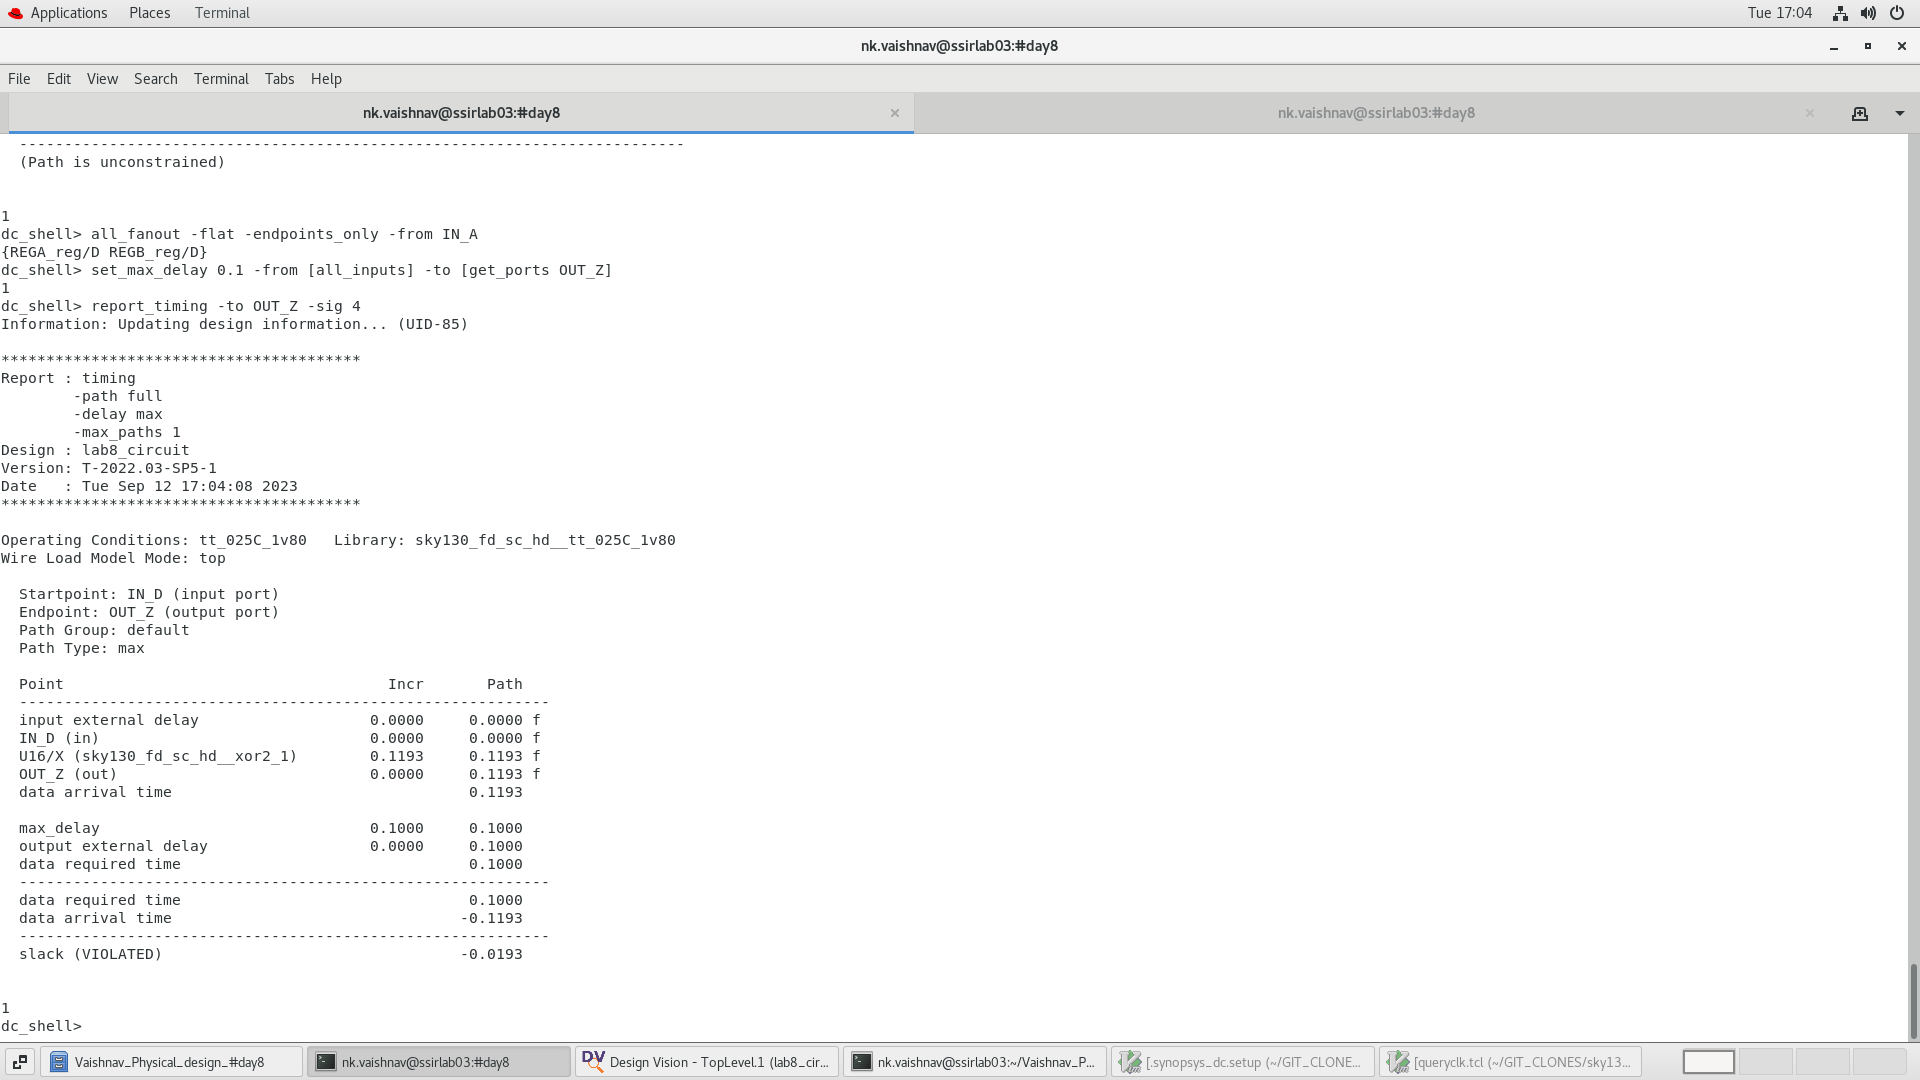 Applications Places Terminal Tue 17:04
nk.vaishnav@ssirlab03:#day8
File Edit View Search Terminal Tabs Help
nk.vaishnav@ssirlab03:#day8 × nk.vaishnav@ssirlab03:#day8 ×
--------------------------------------------------------------------------
(Path is unconstrained)
1
dc_shell> all_fanout -flat -endpoints_only -from IN_A
{REGA_reg/D REGB_reg/D}
dc_shell> set_max_delay 0.1 -from [all_inputs] -to [get_ports OUT_Z]
1
dc_shell> report_timing -to OUT_Z -sig 4
Information: Updating design information... (UID-85)
****************************************
Report : timing
        -path full
        -delay max
        -max_paths 1
Design : lab8_circuit
Version: T-2022.03-SP5-1
Date   : Tue Sep 12 17:04:08 2023
****************************************
Operating Conditions: tt_025C_1v80   Library: sky130_fd_sc_hd__tt_025C_1v80
Wire Load Model Mode: top
  Startpoint: IN_D (input port)
  Endpoint: OUT_Z (output port)
  Path Group: default
  Path Type: max
  Point                                    Incr       Path
  -----------------------------------------------------------
  input external delay                   0.0000     0.0000 f
  IN_D (in)                              0.0000     0.0000 f
  U16/X (sky130_fd_sc_hd__xor2_1)        0.1193     0.1193 f
  OUT_Z (out)                            0.0000     0.1193 f
  data arrival time                                 0.1193
  max_delay                              0.1000     0.1000
  output external delay                  0.0000     0.1000
  data required time                                0.1000
  -----------------------------------------------------------
  data required time                                0.1000
  data arrival time                                -0.1193
  -----------------------------------------------------------
  slack (VIOLATED)                                 -0.0193
1
dc_shell>
Vaishnav_Physical_design_#day8 nk.vaishnav@ssirlab03:#day8 DV Design Vision - TopLevel.1 (lab8_cir... nk.vaishnav@ssirlab03:~/Vaishnav_P... [.synopsys_dc.setup (~/GIT_CLONE... [queryclk.tcl (~/GIT_CLONES/sky13...